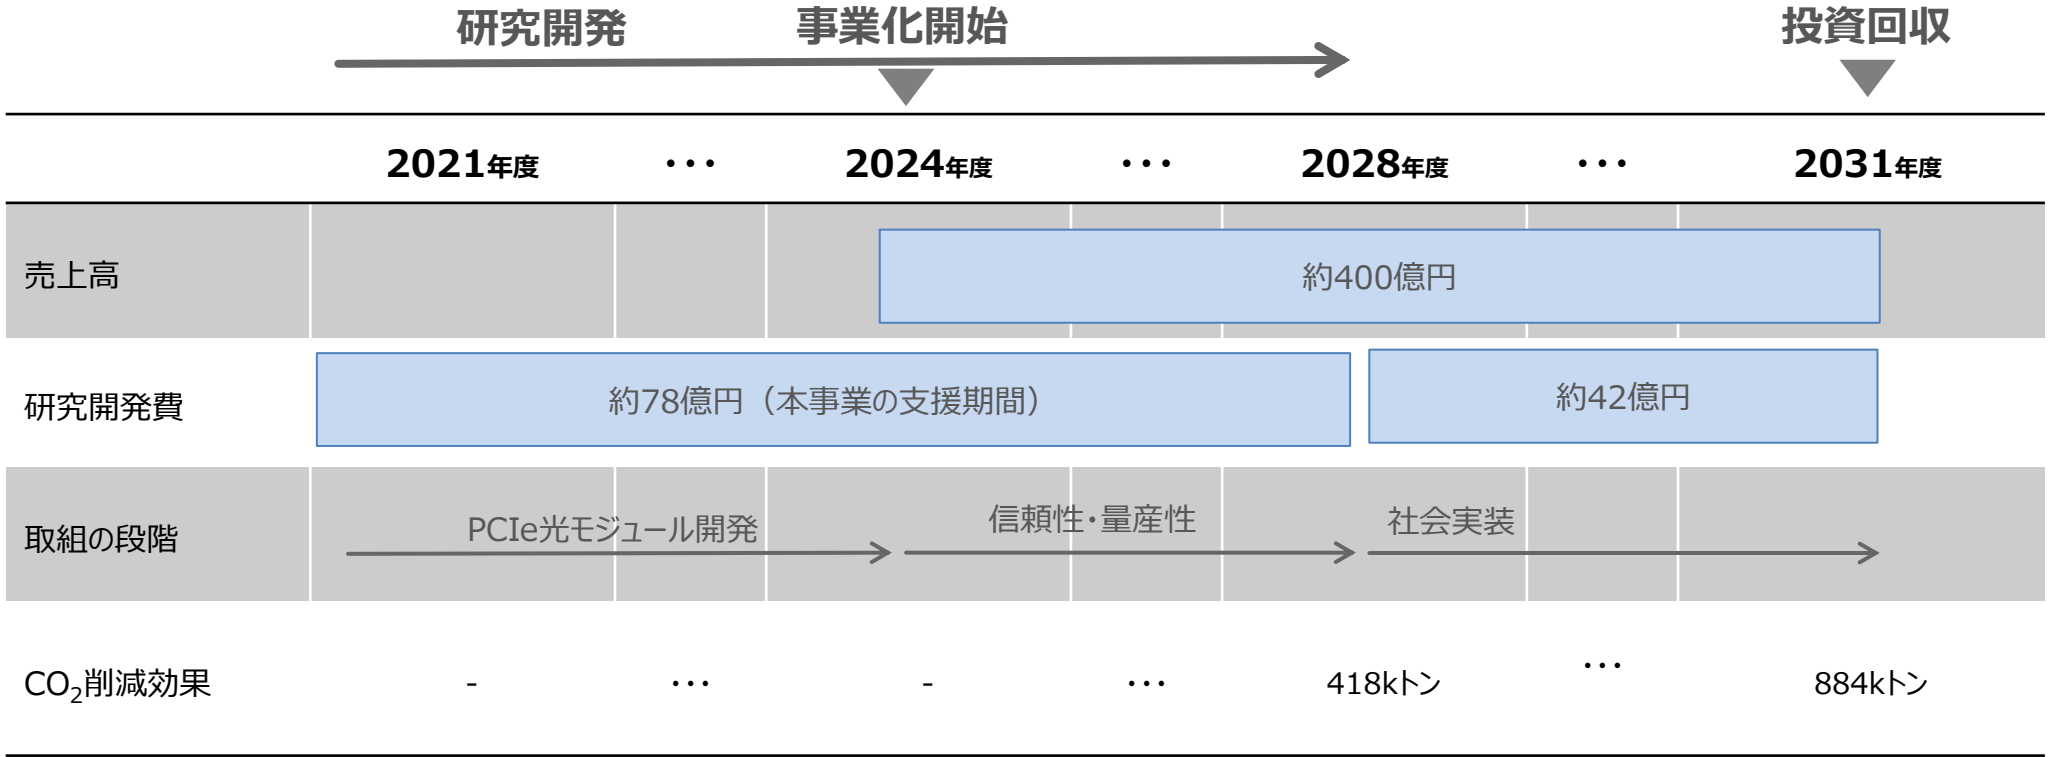 研究開発 事業化開始 投資回収
2021年度 ・・・ 2024年度 ・・・ 2028年度 ・・・ 2031年度
売上高 約400億円
研究開発費 約78億円（本事業の支援期間） 約42億円
取組の段階 PCIe光モジュール開発 信頼性・量産性 社会実装
CO₂削減効果 - ・・・ - ・・・ 418kトン ・・・ 884kトン